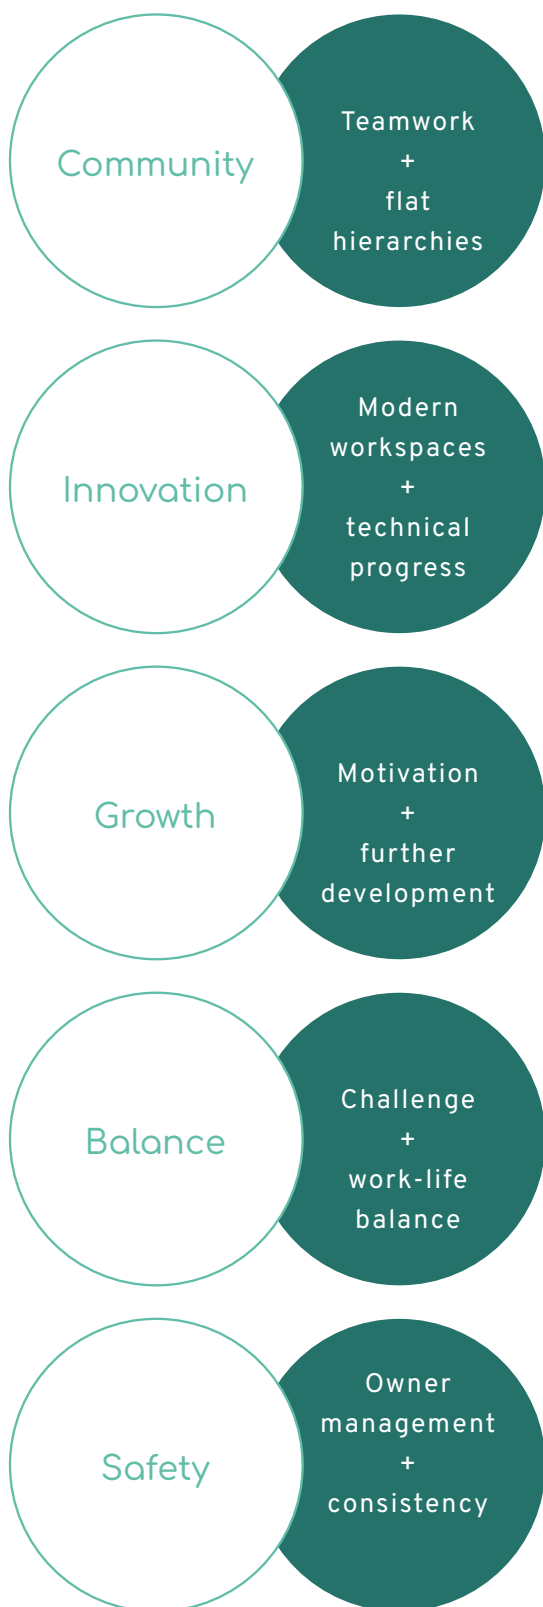 Community
Teamwork
+
flat
hierarchies
Innovation
Modern
workspaces
+
technical
progress
Growth
Motivation
+
further
development
Balance
Challenge
+
work-life
balance
Safety
Owner
management
+
consistency